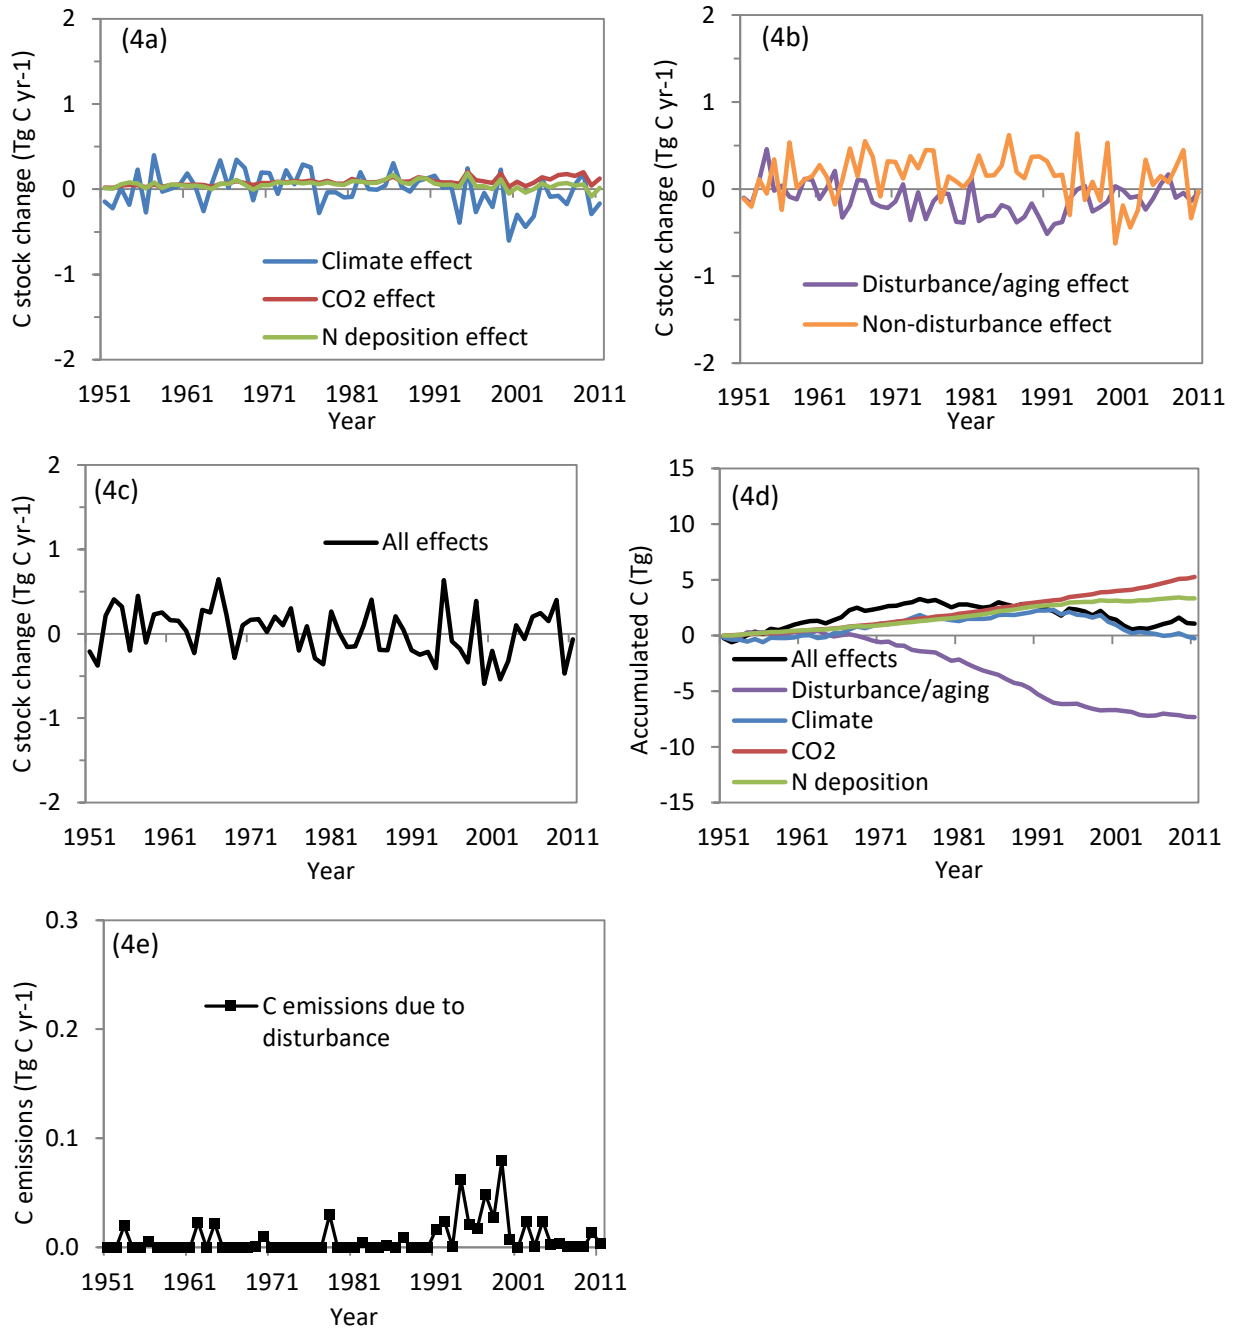 (4a)
C stock change (Tg C yr-1)
2
1
0
-1
-2
Climate effect
CO2 effect
N deposition effect
1951 1961 1971 1981 1991 2001 2011
Year
(4b)
C stock change (Tg C yr-1)
2
1
0
-1
-2
Disturbance/aging effect
Non-disturbance effect
1951 1961 1971 1981 1991 2001 2011
Year
(4c)
C stock change (Tg C yr-1)
2
1
0
-1
-2
All effects
1951 1961 1971 1981 1991 2001 2011
Year
(4d)
Accumulated C (Tg)
15
10
5
0
-5
-10
-15
All effects
Disturbance/aging
Climate
CO2
N deposition
1951 1961 1971 1981 1991 2001 2011
Year
(4e)
C emissions (Tg C yr-1)
0.3
0.2
0.1
0.0
C emissions due to
disturbance
1951 1961 1971 1981 1991 2001 2011
Year